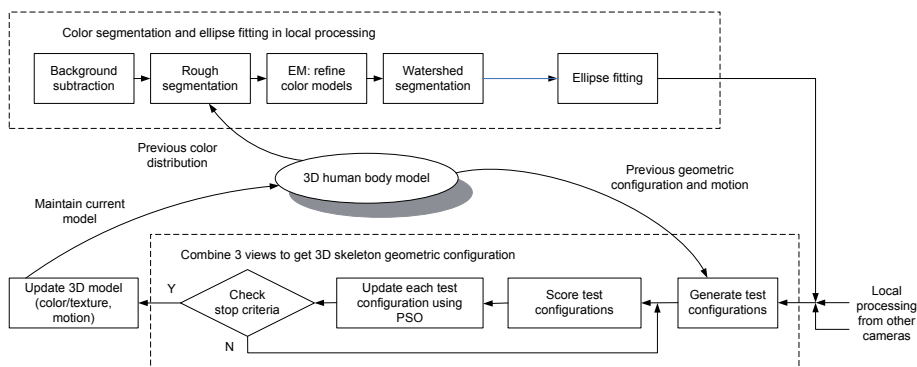 Color segmentation and ellipse fitting in local processing
Background
subtraction
Rough
segmentation
EM: refine
color models
Watershed
segmentation
Ellipse fitting
Previous color
distribution
3D human body model
Previous geometric
configuration and motion
Maintain current
model
Combine 3 views to get 3D skeleton geometric configuration
Update 3D model
(color/texture,
motion)
Y
Check
stop criteria
N
Update each test
configuration using
PSO
Score test
configurations
Generate test
configurations
Local
processing
from other
cameras